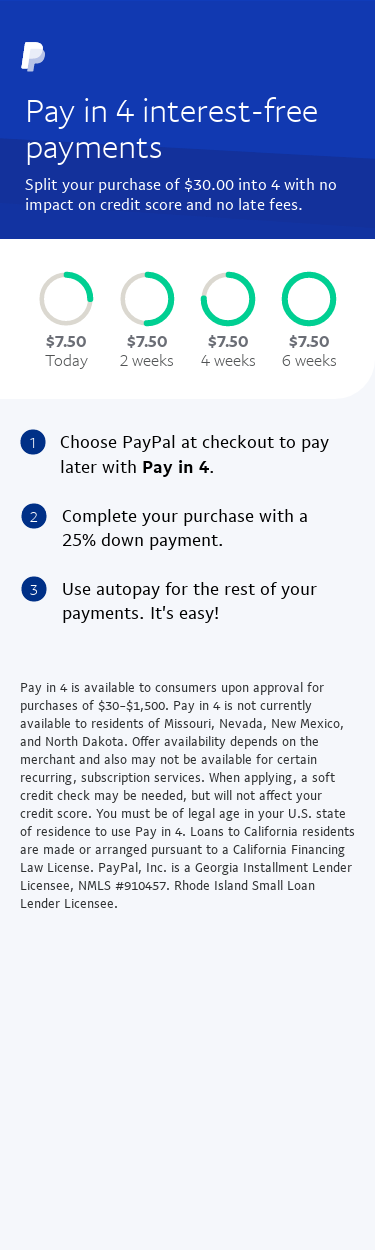 Pay in 4 interest-free
payments
Split your purchase of $30.00 into 4 with no
impact on credit score and no late fees.
$7.50 $7.50 $7.50 $7.50
Today 2 weeks 4 weeks 6 weeks
1 Choose PayPal at checkout to pay
later with Pay in 4.
2 Complete your purchase with a
25% down payment.
3 Use autopay for the rest of your
payments. It's easy!
Pay in 4 is available to consumers upon approval for
purchases of $30-$1,500. Pay in 4 is not currently
available to residents of Missouri, Nevada, New Mexico,
and North Dakota. Offer availability depends on the
merchant and also may not be available for certain
recurring, subscription services. When applying, a soft
credit check may be needed, but will not affect your
credit score. You must be of legal age in your U.S. state
of residence to use Pay in 4. Loans to California residents
are made or arranged pursuant to a California Financing
Law License. PayPal, Inc. is a Georgia Installment Lender
Licensee, NMLS #910457. Rhode Island Small Loan
Lender Licensee.